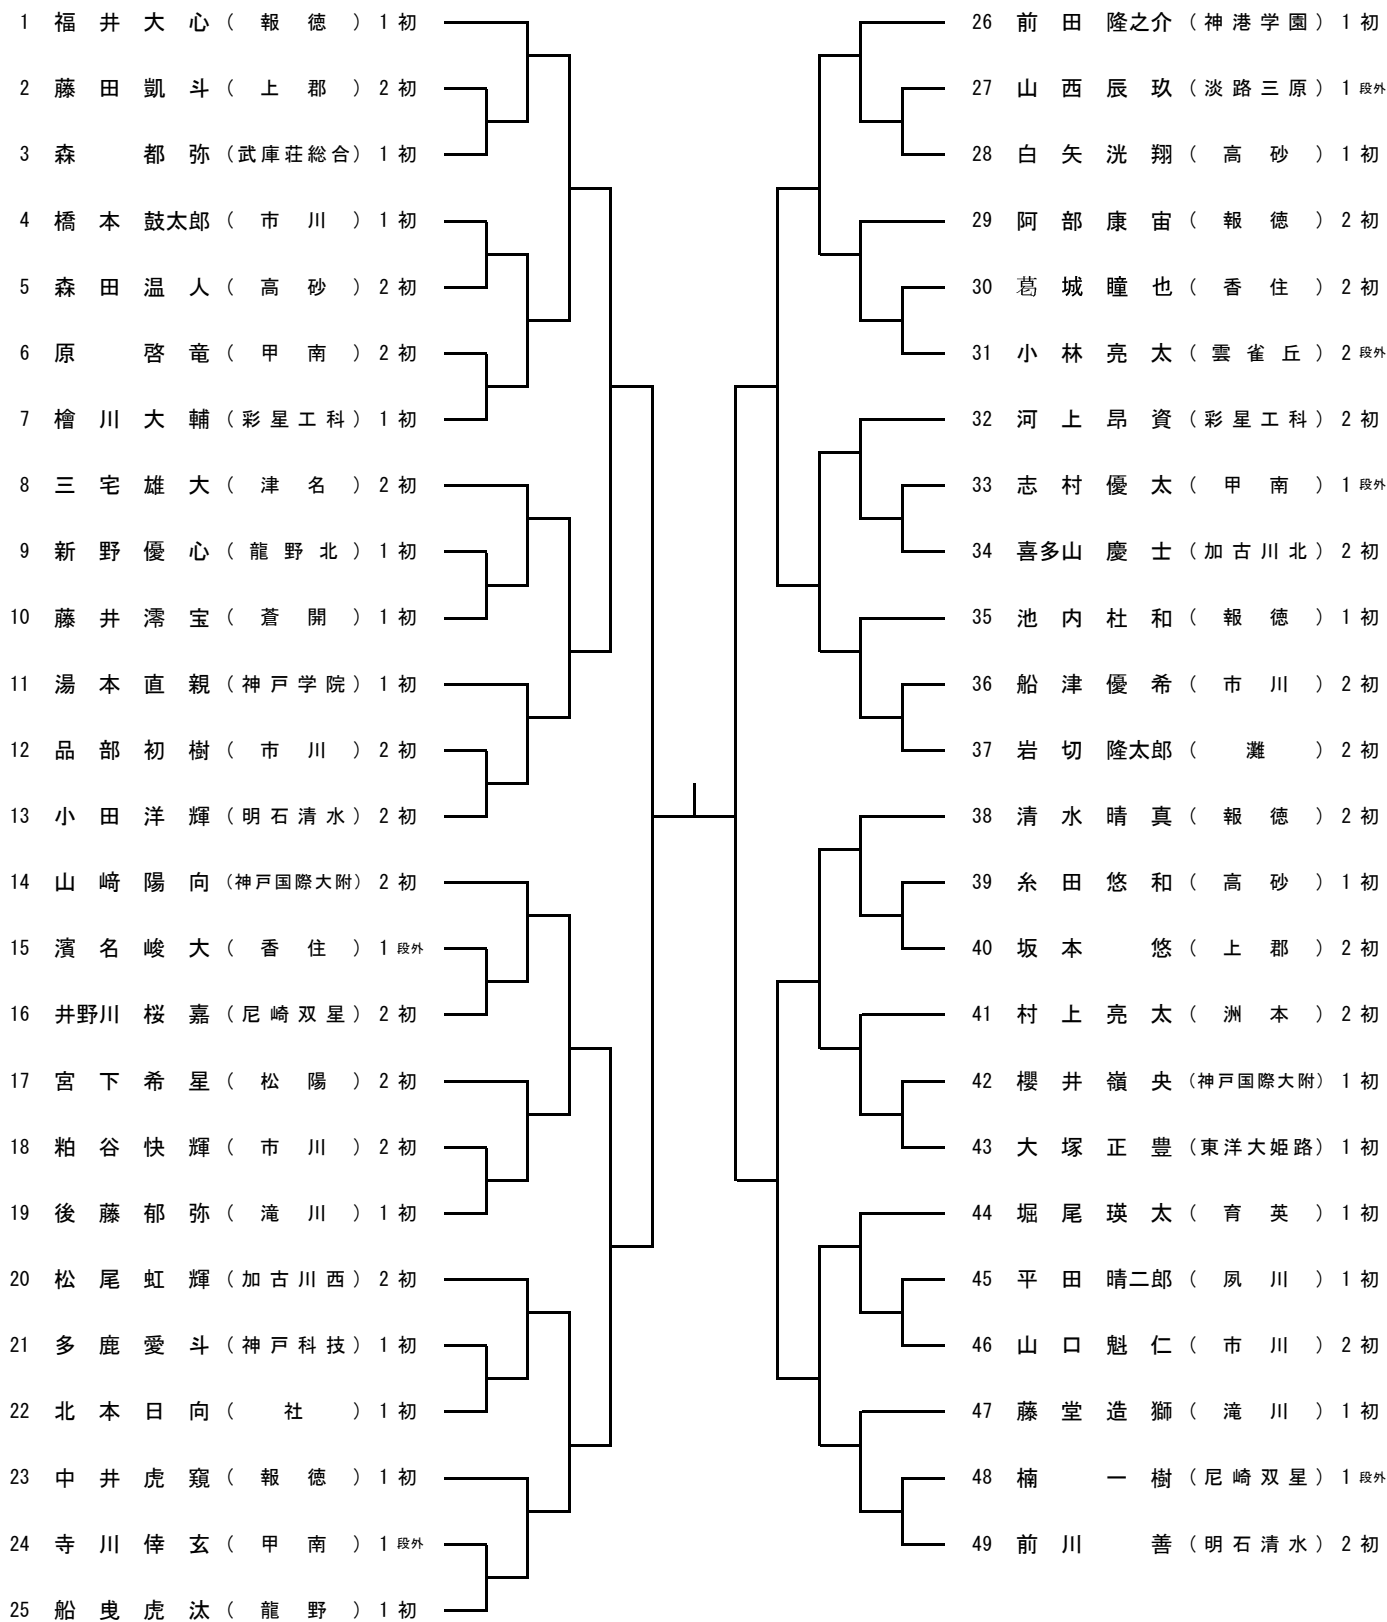 1 福井大心 （報徳） 1 初
2 藤田凱斗 （上郡） 2 初
3 森都弥 （武庫荘総合） 1 初
4 橋本鼓太郎 （市川） 1 初
5 森田温人 （高砂） 2 初
6 原啓竜 （甲南） 2 初
7 檜川大輔 （彩星工科） 1 初
8 三宅雄大 （津名） 2 初
9 新野優心 （龍野北） 1 初
10 藤井澪宝 （蒼開） 1 初
11 湯本直親 （神戸学院） 1 初
12 品部初樹 （市川） 2 初
13 小田洋輝 （明石清水） 2 初
14 山﨑陽向 （神戸国際大附） 2 初
15 濱名峻大 （香住） 1 段外
16 井野川桜嘉 （尼崎双星） 2 初
17 宮下希星 （松陽） 2 初
18 粕谷快輝 （市川） 2 初
19 後藤郁弥 （滝川） 1 初
20 松尾虹輝 （加古川西） 2 初
21 多鹿愛斗 （神戸科技） 1 初
22 北本日向 （社） 1 初
23 中井虎窺 （報徳） 1 初
24 寺川倖玄 （甲南） 1 段外
25 船曳虎汰 （龍野） 1 初
26 前田隆之介 （神港学園） 1 初
27 山西辰玖 （淡路三原） 1 段外
28 白矢洸翔 （高砂） 1 初
29 阿部康宙 （報徳） 2 初
30 葛城瞳也 （香住） 2 初
31 小林亮太 （雲雀丘） 2 段外
32 河上昂資 （彩星工科） 2 初
33 志村優太 （甲南） 1 段外
34 喜多山慶士 （加古川北） 2 初
35 池内杜和 （報徳） 1 初
36 船津優希 （市川） 2 初
37 岩切隆太郎 （灘） 2 初
38 清水晴真 （報徳） 2 初
39 糸田悠和 （高砂） 1 初
40 坂本悠 （上郡） 2 初
41 村上亮太 （洲本） 2 初
42 櫻井嶺央 （神戸国際大附） 1 初
43 大塚正豊 （東洋大姫路） 1 初
44 堀尾瑛太 （育英） 1 初
45 平田晴二郎 （夙川） 1 初
46 山口魁仁 （市川） 2 初
47 藤堂造獅 （滝川） 1 初
48 楠一樹 （尼崎双星） 1 段外
49 前川善 （明石清水） 2 初